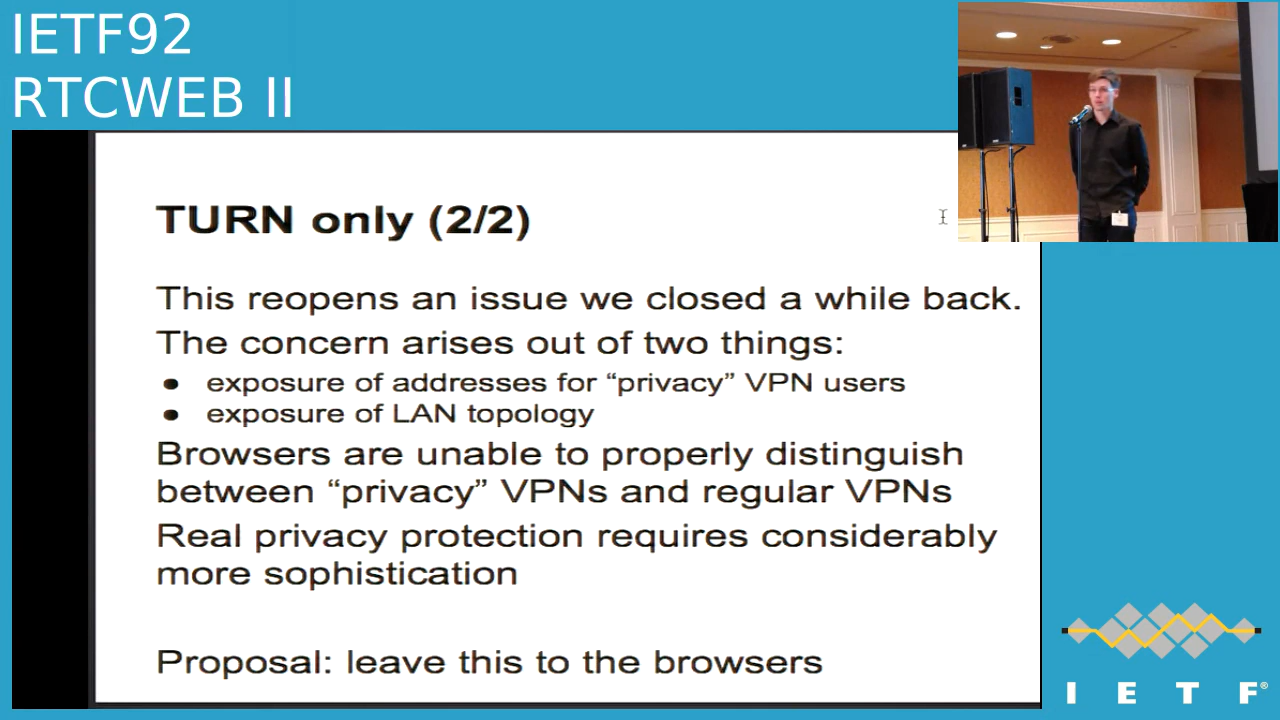 IETF92
RTCWEB II
TURN only (2/2)
This reopens an issue we closed a while back.
The concern arises out of two things:
● exposure of addresses for “privacy” VPN users
● exposure of LAN topology
Browsers are unable to properly distinguish
between “privacy” VPNs and regular VPNs
Real privacy protection requires considerably
more sophistication
Proposal: leave this to the browsers
I E T F®